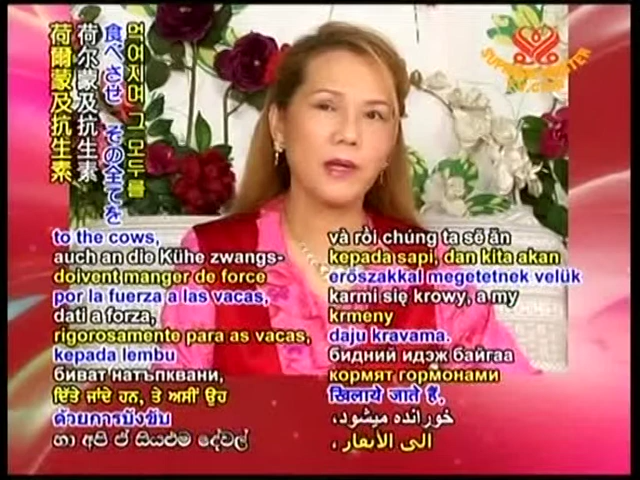 荷爾蒙及抗生素
荷尔蒙及抗生素
食べさせ その全てを
먹여지며 그 모두를
to the cows,
auch an die Kühe zwangs-
doivent manger de force
por la fuerza a las vacas,
dati a forza,
rigorosamente para as vacas,
kepada lembu
биват натъпквани,
ਦਿੱਤੇ ਜਾਂਦੇ ਹਨ, ਤੇ ਅਸੀਂ ਉਹ
ด้วยการบังขืบ
හා අපි ඒ සියළුම දේවල්
và rồi chúng ta sẽ ăn
kepada sapi, dan kita akan
erőszakkal megetetnek velük
karmi się krowy, a my
krmeny
daju kravama.
бидний идэж байгаа
кормят гормонами
खिलाये जाते हैं,
خورانده میشود،
الى الأبقار ،